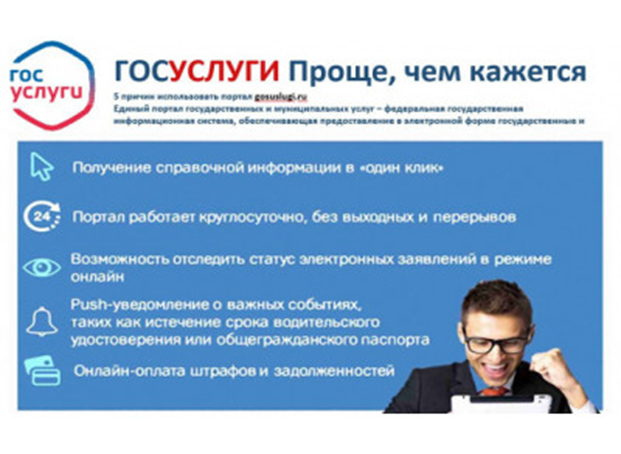 гос
услуги
ГОСУСЛУГИ Проще, чем кажется
5 причин использовать портал gosuslugi.ru
Единый портал государственных и муниципальных услуг – федеральная государственная
информационная система, обеспечивающая предоставление в электронной форме государственные и
Получение справочной информации в «один клик»
24
Портал работает круглосуточно, без выходных и перерывов
Возможность отследить статус электронных заявлений в режиме
онлайн
Push-уведомление о важных событиях,
таких как истечение срока водительского
удостоверения или общегражданского паспорта
Онлайн-оплата штрафов и задолженностей